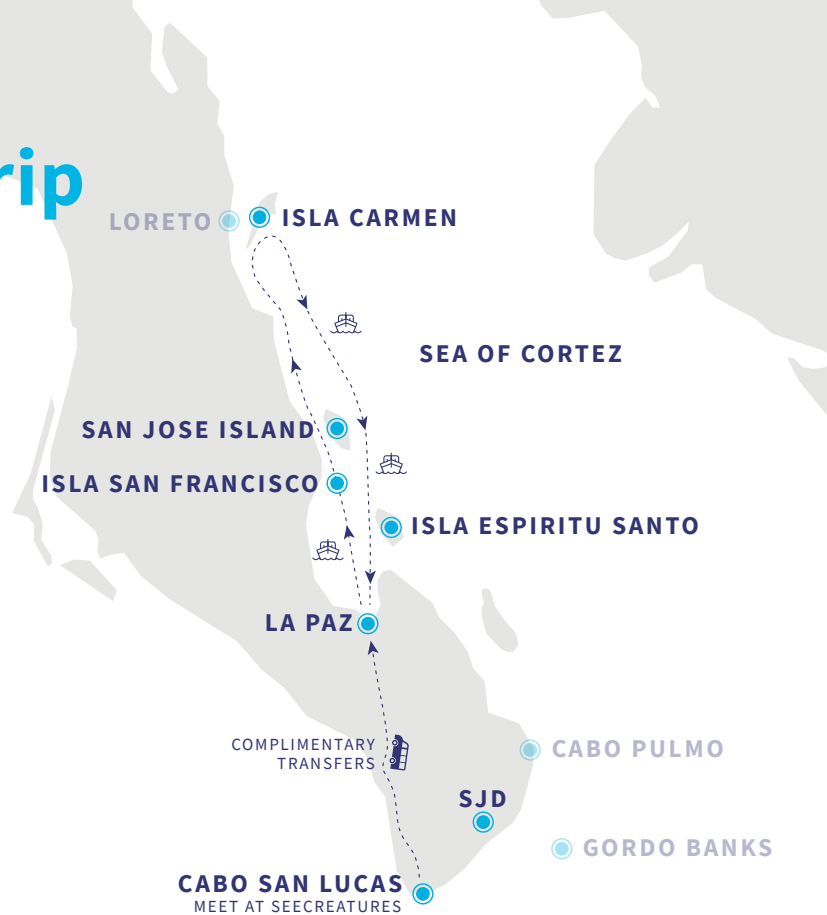 rip
LORETO
ISLA CARMEN
SEA OF CORTEZ
SAN JOSE ISLAND
ISLA SAN FRANCISCO
ISLA ESPIRITU SANTO
LA PAZ
COMPLIMENTARY
TRANSFERS
CABO PULMO
SJD
GORDO BANKS
CABO SAN LUCAS
MEET AT SEECREATURES